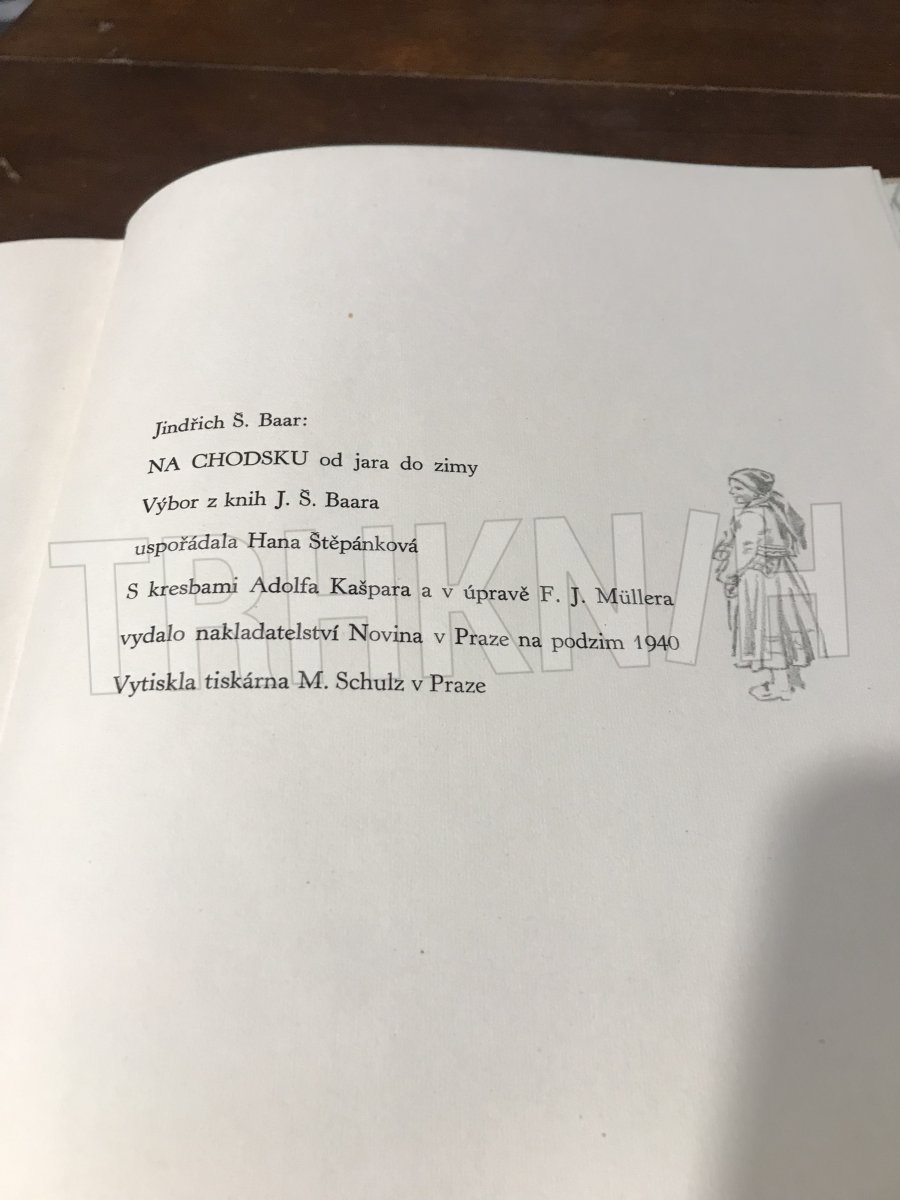 Jindřich Š. Baar:
NA CHODSKU od jara do zimy
Výbor z knih J. Š. Baara
uspořádala Hana Štěpánková
S kresbami Adolfa Kašpara a v úpravě F. J. Müllera
vydalo nakladatelství Novina v Praze na podzim 1940
Vytiskla tiskárna M. Schulz v Praze
TRHKNIH